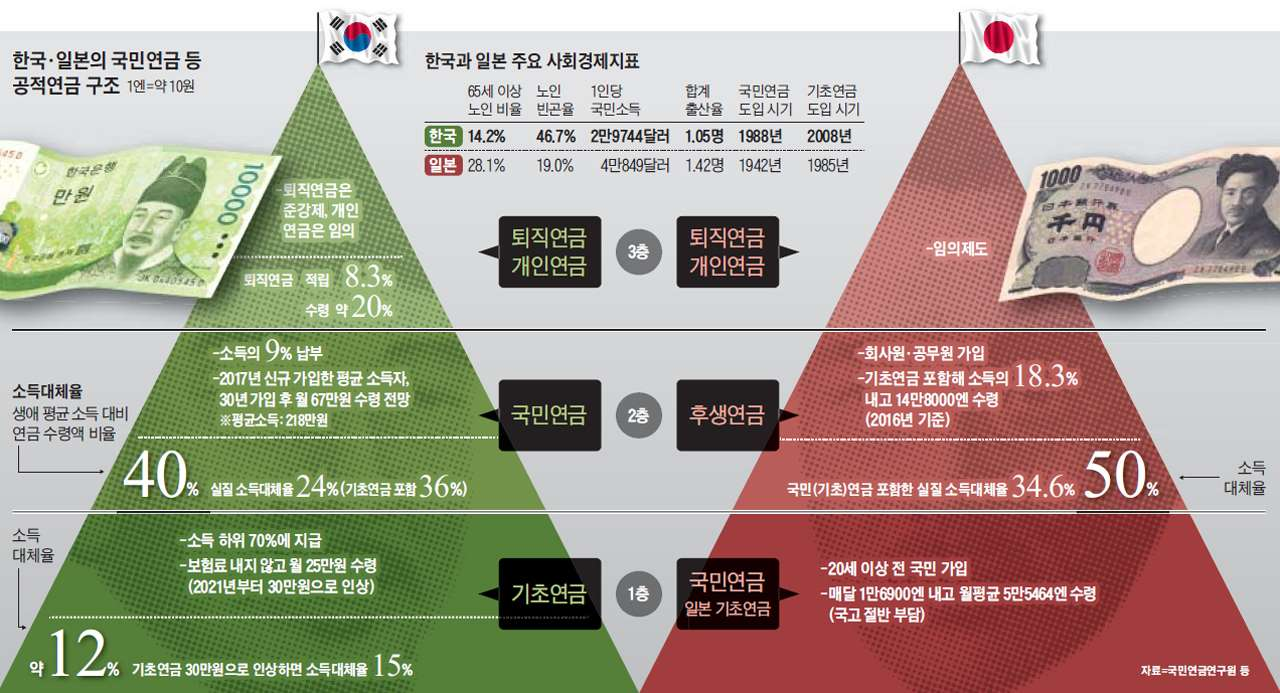 한국·일본의 국민연금 등
공적연금 구조 1엔=약 10원
한국과 일본 주요 사회경제지표
65세 이상 노인 1인당 합계 국민연금 기초연금
노인 비율 빈곤율 국민소득 출산율 도입 시기 도입 시기
한국 14.2% 46.7% 2만9744달러 1.05명 1988년 2008년
일본 28.1% 19.0% 4만849달러 1.42명 1942년 1985년
한국은행
만원
10000
JK 06405450
1000
日本銀行券
千円
日本銀行
-퇴직연금은
준강제, 개인
연금은 임의
퇴직연금 적립 8.3%
수령 약 20%
퇴직연금
개인연금
3층
퇴직연금
개인연금
-임의제도
-소득의 9% 납부
-2017년 신규 가입한 평균 소득자,
30년 가입 후 월 67만원 수령 전망
※평균소득 : 218만원
소득대체율
생애 평균 소득 대비
연금 수령액 비율
40% 실질 소득대체율 24% (기초연금 포함 36%)
국민연금
2층
후생연금
-회사원·공무원 가입
-기초연금 포함해 소득의 18.3%
내고 14만8000엔 수령
(2016년 기준)
국민(기초)연금 포함한 실질 소득대체율 34.6% 50%
소득
대체율
소득
대체율
-소득 하위 70%에 지급
-보험료 내지 않고 월 25만원 수령
(2021년부터 30만원으로 인상)
약 12% 기초연금 30만원으로 인상하면 소득대체율 15%
기초연금
1층
국민연금
일본 기초연금
-20세 이상 전 국민 가입
-매달 1만6900엔 내고 월평균 5만5464엔 수령
(국고 절반 부담)
자료=국민연금연구원 등